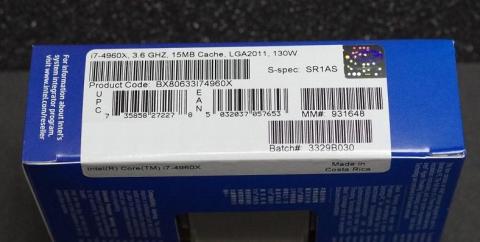 For information about Intel's
system integrator program,
visit www.intel.com/reseller
i7-4960X, 3.6 GHZ, 15MB Cache, LGA2011, 130W
S-spec: SR1AS
Product Code: BX80633I74960X
UPC
7 35858 27227 8
EAN
5 032037 057653
MM#: 931648
Batch# 3329B030
Intel(R) Core(TM) i7-4960X
Made in
Costa Rica